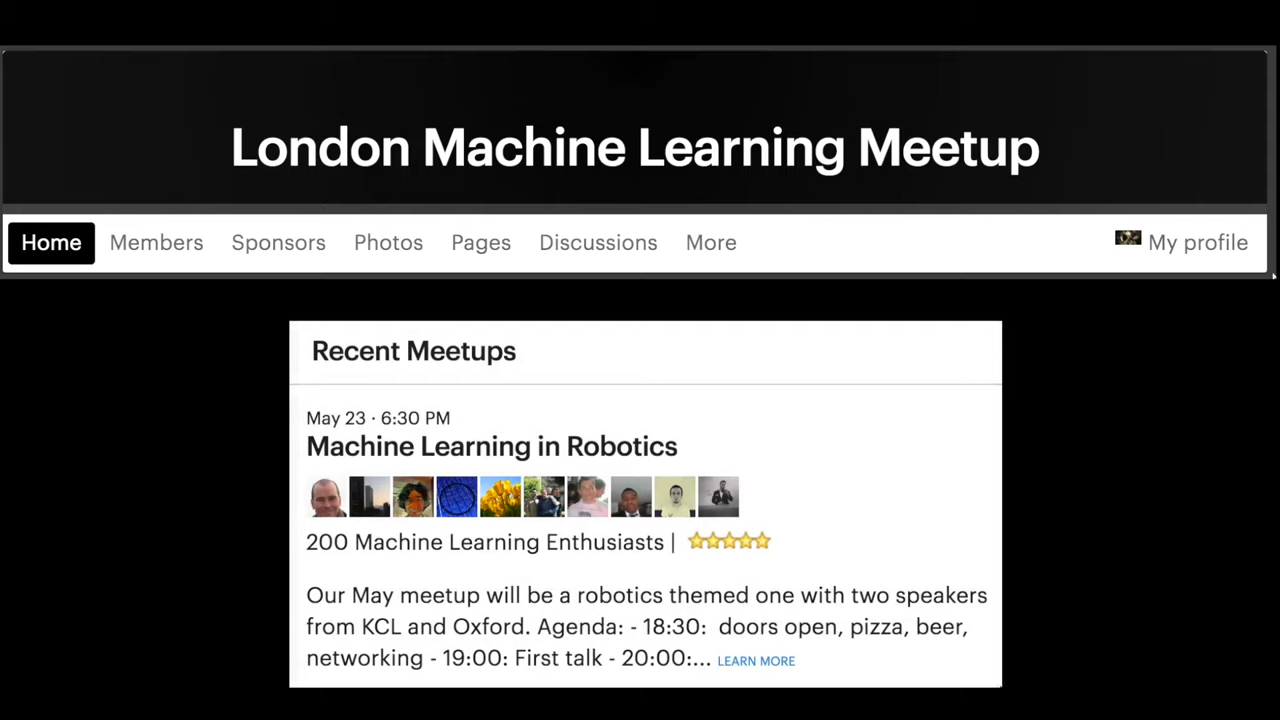 London Machine Learning Meetup
Home Members Sponsors Photos Pages Discussions More My profile
Recent Meetups
May 23 · 6:30 PM
Machine Learning in Robotics
200 Machine Learning Enthusiasts |
Our May meetup will be a robotics themed one with two speakers
from KCL and Oxford. Agenda: - 18:30: doors open, pizza, beer,
networking - 19:00: First talk - 20:00:... LEARN MORE